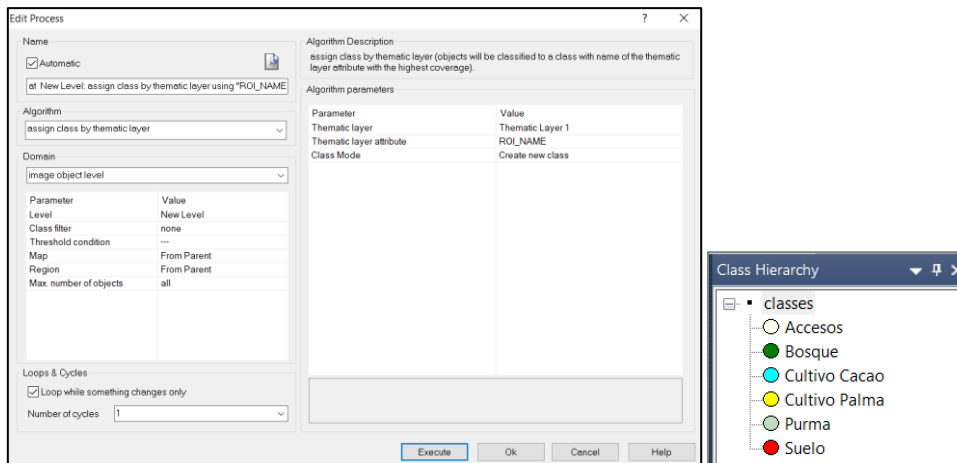 Edit Process
?
Name
Automatic
at New Level: assign class by thematic layer using "ROI_NAME
Algorithm
assign class by thematic layer
Domain
image object level
Parameter Value
Level New Level
Class filter none
Threshold condition ---
Map From Parent
Region From Parent
Max. number of objects all
Loops & Cycles
Loop while something changes only
Number of cycles 1
Algorithm Description
assign class by thematic layer (objects will be classified to a class with name of the thematic
layer attribute with the highest coverage).
Algorithm parameters
Parameter Value
Thematic layer Thematic Layer 1
Thematic layer attribute ROI_NAME
Class Mode Create new class
Execute Ok Cancel Help
Class Hierarchy
classes
Accesos
Bosque
Cultivo Cacao
Cultivo Palma
Purma
Suelo